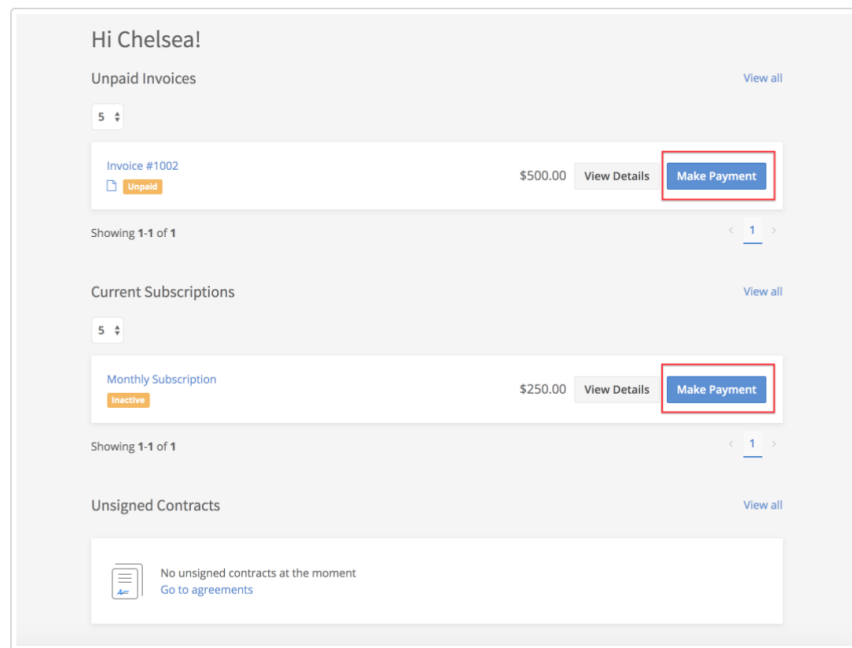 Hi Chelsea!
Unpaid Invoices View all
5
Invoice #1002
Unpaid
$500.00 View Details Make Payment
Showing 1-1 of 1 < 1 >
Current Subscriptions View all
5
Monthly Subscription
Inactive
$250.00 View Details Make Payment
Showing 1-1 of 1 < 1 >
Unsigned Contracts View all
No unsigned contracts at the moment
Go to agreements